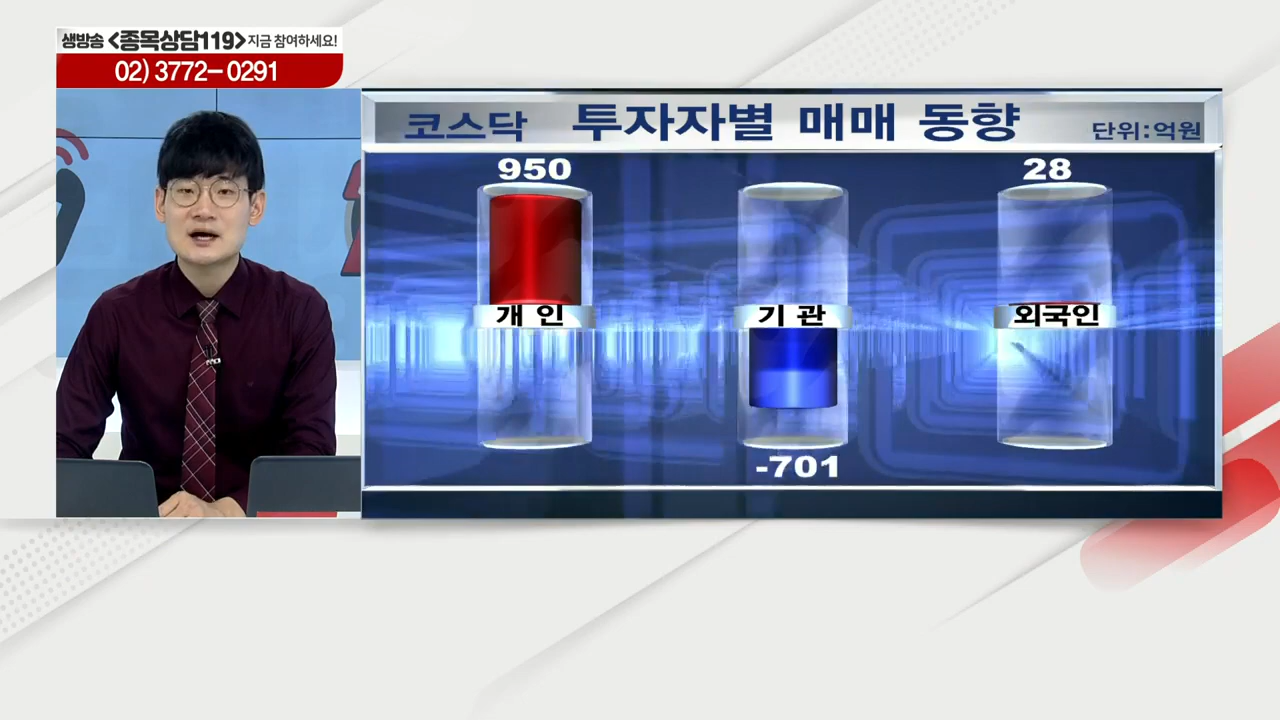 생방송 <종목상담119> 지금 참여하세요!
02) 3772-0291
코스닥 투자자별 매매 동향 단위:억원
950 28
개인 기관 외국인
-701